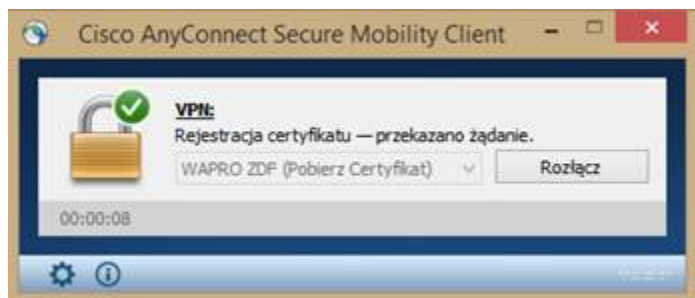 Cisco AnyConnect Secure Mobility Client
VPN:
Rejestracja certyfikatu — przekazano żądanie.
WAPRO ZDF (Pobierz Certyfikat)
Rozłącz
00:00:08